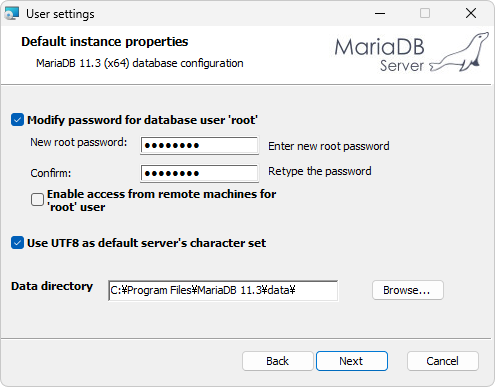 User settings
Default instance properties
MariaDB 11.3 (x64) database configuration
MariaDB
Server
Modify password for database user 'root'
New root password: ●●●●●●●● Enter new root password
Confirm: ●●●●●●●● Retype the password
Enable access from remote machines for
'root' user
Use UTF8 as default server's character set
Data directory C:¥Program Files¥MariaDB 11.3¥data¥ Browse...
Back Next Cancel